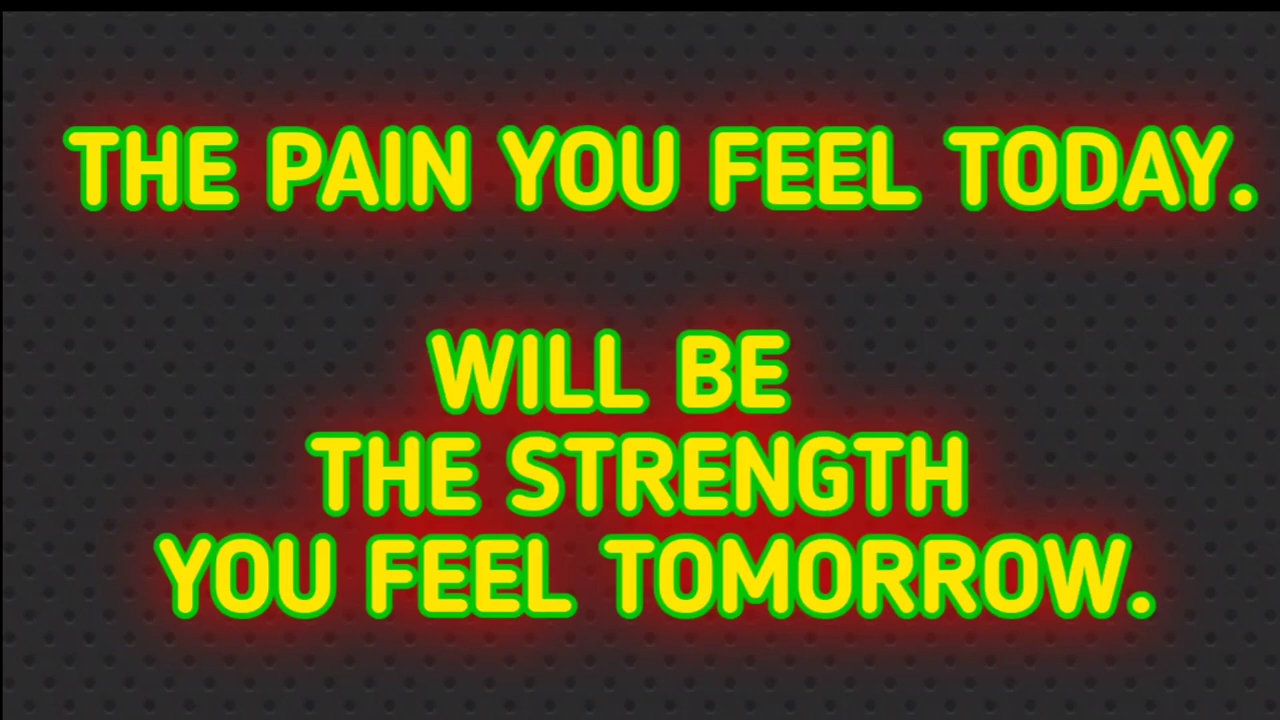 THE PAIN YOU FEEL TODAY.
WILL BE
THE STRENGTH
YOU FEEL TOMORROW.